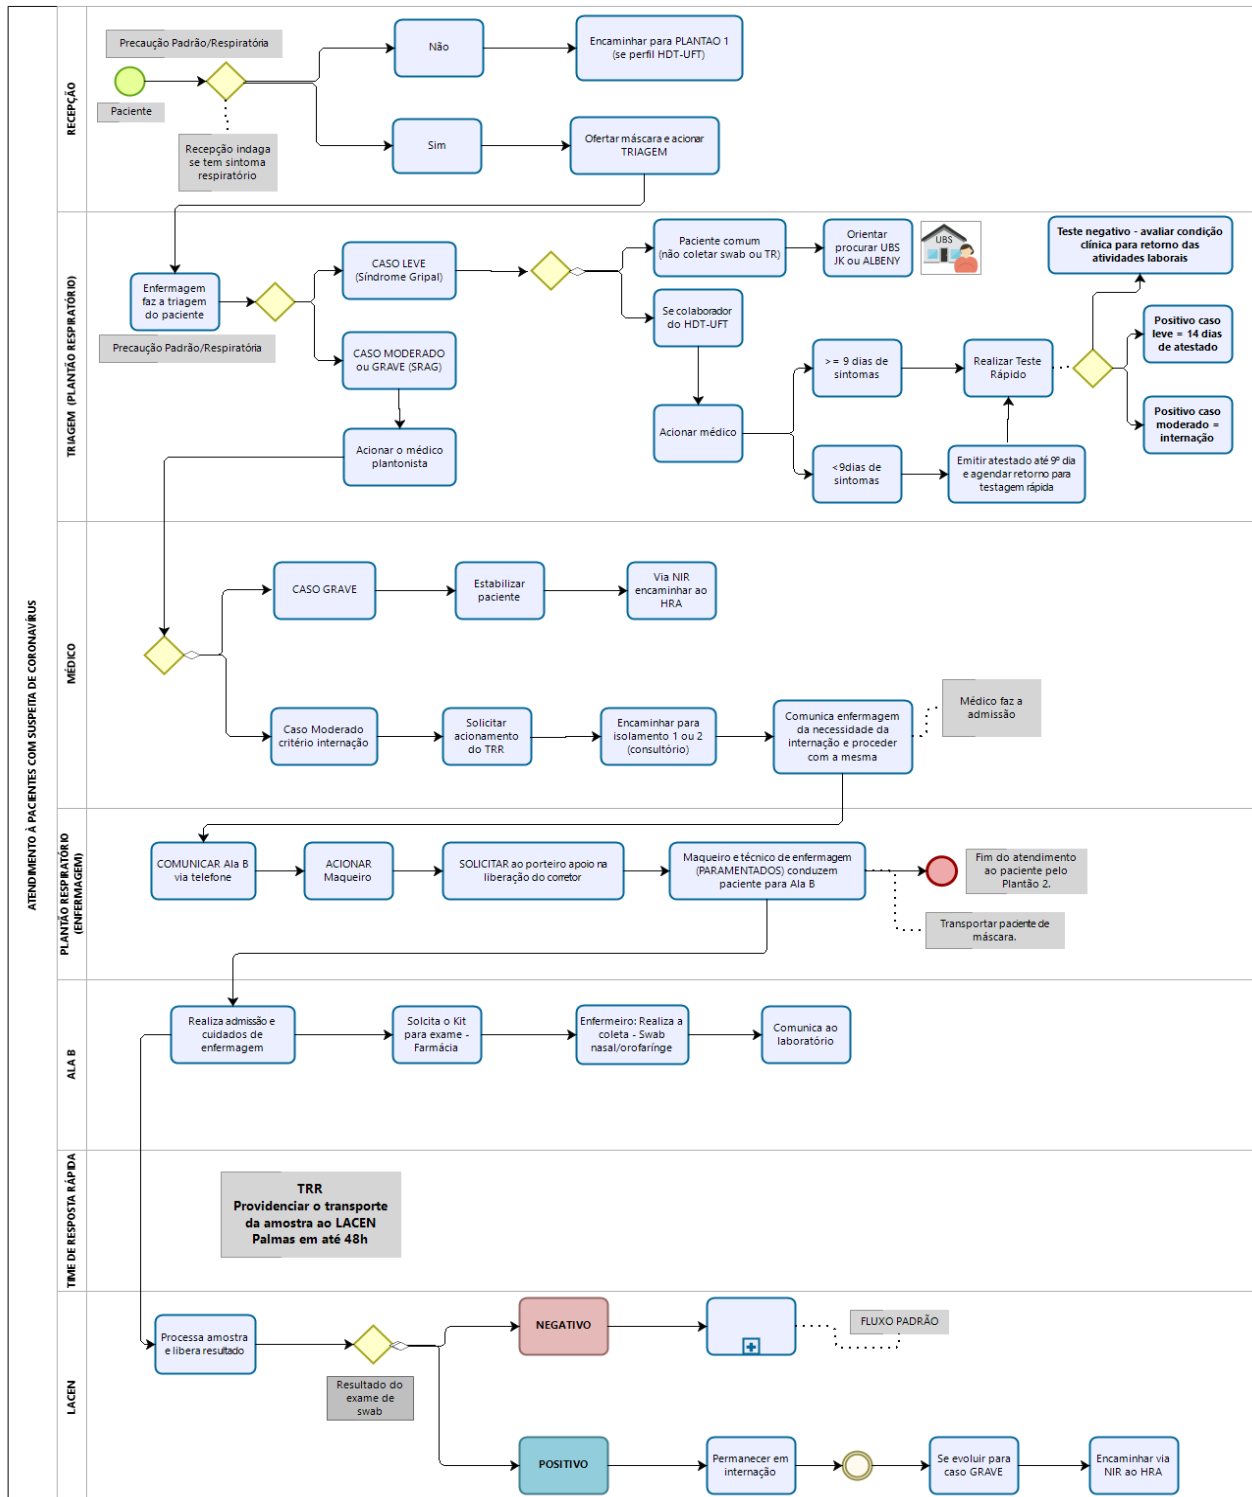 ATENDIMENTO À PACIENTES COM SUSPEITA DE CORONAVÍRUS
RECEPÇÃO
Precaução Padrão/Respiratória
Paciente
Recepção indaga
se tem sintoma
respiratório
Não
Encaminhar para PLANTAO 1
(se perfil HDT-UFT)
Sim
Ofertar máscara e acionar
TRIAGEM
TRIAGEM (PLANTÃO RESPIRATÓRIO)
Enfermagem
faz a triagem
do paciente
Precaução Padrão/Respiratória
CASO LEVE
(Síndrome Gripal)
CASO MODERADO
ou GRAVE (SRAG)
Acionar o médico
plantonista
Paciente comum
(não coletar swab ou TR)
Orientar
procurar UBS
JK ou ALBENY
UBS
Se colaborador
do HDT-UFT
Acionar médico
>= 9 dias de
sintomas
<9dias de
sintomas
Realizar Teste
Rápido
Emitir atestado até 9º dia
e agendar retorno para
testagem rápida
Teste negativo - avaliar condição
clínica para retorno das
atividades laborais
Positivo caso
leve = 14 dias
de atestado
Positivo caso
moderado =
internação
MÉDICO
CASO GRAVE
Estabilizar
paciente
Via NIR
encaminhar ao
HRA
Caso Moderado
critério internação
Solicitar
acionamento
do TRR
Encaminhar para
isolamento 1 ou 2
(consultório)
Comunica enfermagem
da necessidade da
internação e proceder
com a mesma
Médico faz a
admissão
PLANTÃO RESPIRATÓRIO
(ENFERMAGEM)
COMUNICAR Ala B
via telefone
ACIONAR
Maqueiro
SOLICITAR ao porteiro apoio na
liberação do corretor
Maqueiro e técnico de enfermagem
(PARAMENTADOS) conduzem
paciente para Ala B
Fim do atendimento
ao paciente pelo
Plantão 2.
Transportar paciente de
máscara.
ALA B
Realiza admissão e
cuidados de
enfermagem
Solcita o Kit
para exame -
Farmácia
Enfermeiro: Realiza a
coleta - Swab
nasal/orofarínge
Comunica ao
laboratório
TIME DE RESPOSTA RÁPIDA
TRR
Providenciar o transporte
da amostra ao LACEN
Palmas em até 48h
LACEN
Processa amostra
e libera resultado
Resultado do
exame de
swab
NEGATIVO
FLUXO PADRÃO
POSITIVO
Permanecer em
internação
Se evoluir para
caso GRAVE
Encaminhar via
NIR ao HRA